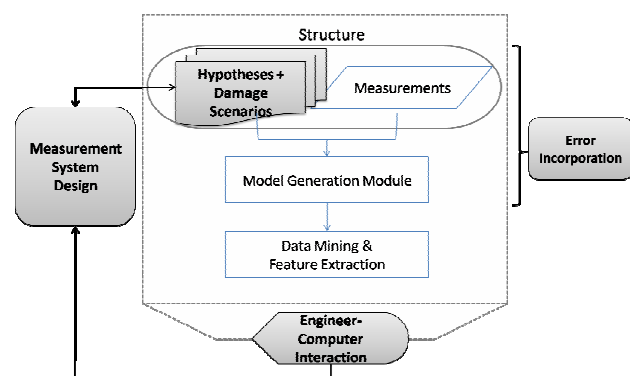 Structure
Hypotheses +
Damage
Scenarios
Measurements
Measurement
System
Design
Error
Incorporation
Model Generation Module
Data Mining &
Feature Extraction
Engineer-
Computer
Interaction